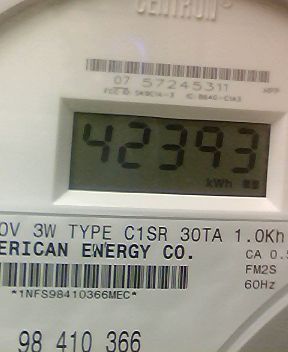 CENTRON®
07 57245311
42393
kWh
0V 3W TYPE C1SR 30TA 1.0Kh
ERICAN ENERGY CO.
CA 0.5
FM2S
*1NFS98410366MEC*
60Hz
98 410 366